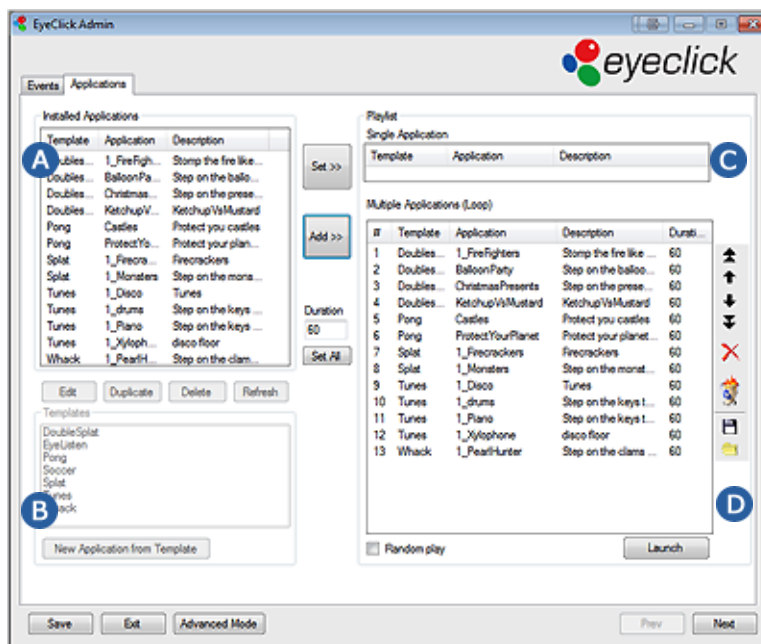 EyeClick Admin
eyeclick
Events Applications
Installed Applications
Template Application Description
Doubles... 1_FireFigh... Stomp the fire like...
Doubles... BalloonPa... Step on the ballo...
Doubles... Christmas... Step on the prese...
Doubles... KetchupV... KetchupVsMustard
Pong Castles Protect you castles
Pong ProtectYo... Protect your plan...
Splat 1_Firecra... Firecrackers
Splat 1_Monsters Step on the mons...
Tunes 1_Disco Tunes
Tunes 1_drums Step on the keys ...
Tunes 1_Piano Step on the keys ...
Tunes 1_Xyloph... disco floor
Whack 1_PearlH... Step on the clam...
A
Edit Duplicate Delete Refresh
Templates
DoubleSplat
EyeListen
Pong
Soccer
Splat
Tunes
Whack
B
New Application from Template
Set >>
Add >>
Duration
60
Set All
Playlist
Single Application
Template Application Description
C
Multiple Applications (Loop)
# Template Application Description Durati...
1 Doubles... 1_FireFighters Stomp the fire like ... 60
2 Doubles... BalloonParty Step on the balloo... 60
3 Doubles... ChristmasPresents Step on the prese... 60
4 Doubles... KetchupVsMustard KetchupVsMustard 60
5 Pong Castles Protect you castles 60
6 Pong ProtectYourPlanet Protect your planet... 60
7 Splat 1_Firecrackers Firecrackers 60
8 Splat 1_Monsters Step on the monst... 60
9 Tunes 1_Disco Tunes 60
10 Tunes 1_drums Step on the keys t... 60
11 Tunes 1_Piano Step on the keys t... 60
12 Tunes 1_Xylophone disco floor 60
13 Whack 1_PearlHunter Step on the clams ... 60
D
Random play
Launch
Save Exit Advanced Mode Prev Next